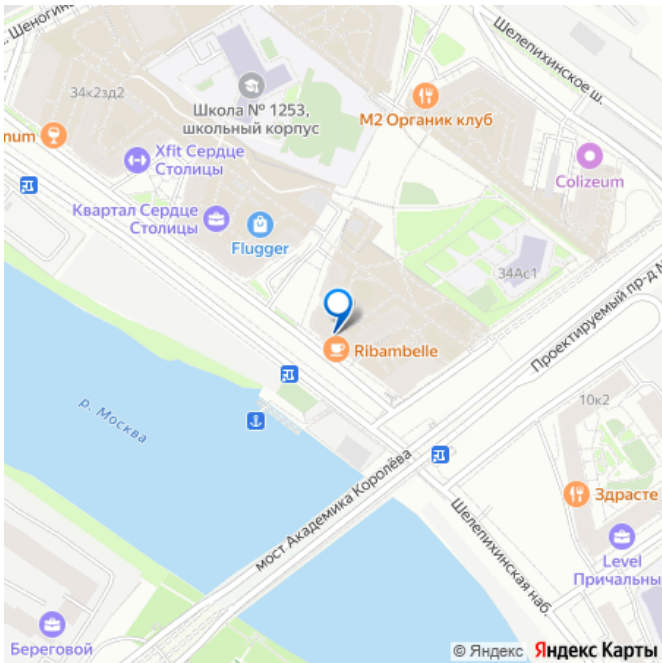 . Шеногина
Шелепихинское ш.
34к2зд2
Школа № 1253,
школьный корпус
М2 Органик клуб
num
Xfit Сердце
Столицы
Colizeum
Квартал Сердце
Столицы
Flugger
34Ас1
Проектируемый пр-д №
Ribambelle
р. Москва
10к2
мост Академика Королёва
Здрасте
Шелепихинская наб.
Level
Причальны
Береговой
© Яндекс Яндекс Карты